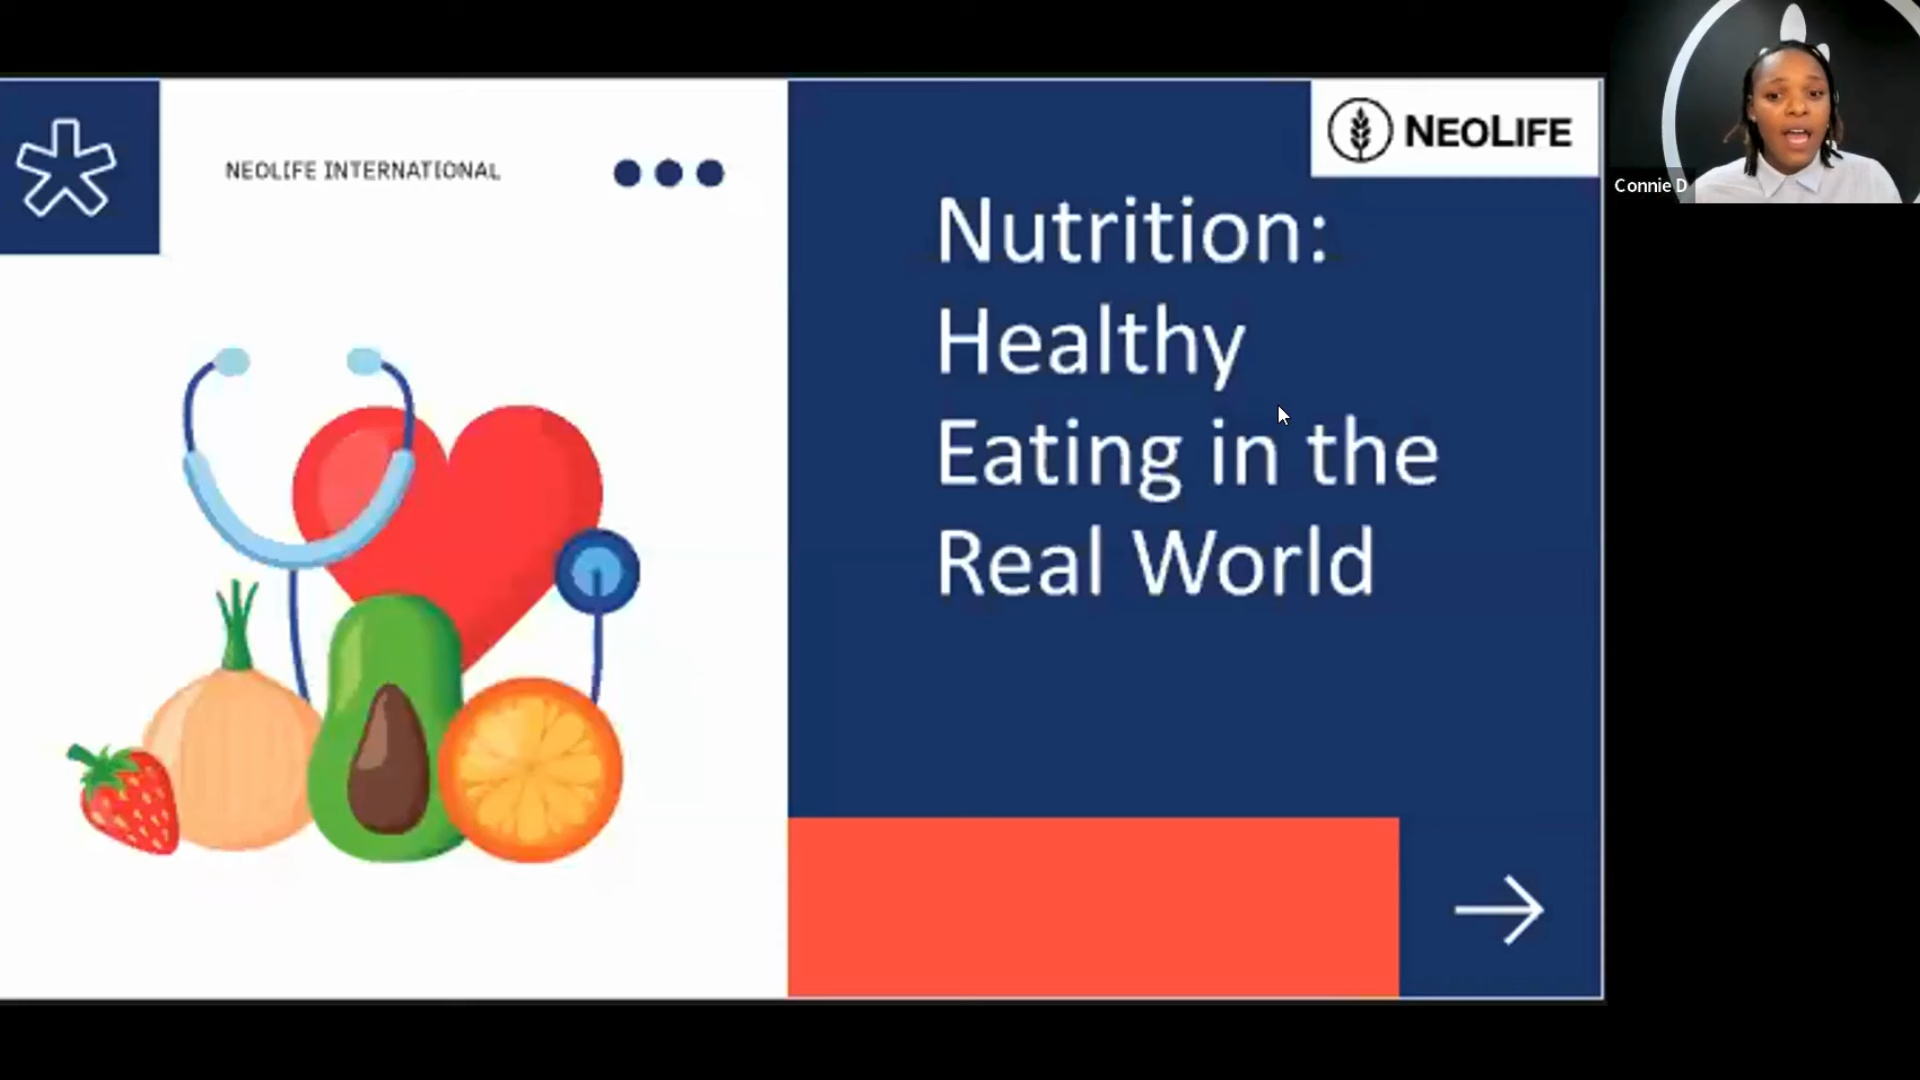 NEOLIFE INTERNATIONAL
NEOLIFE
Nutrition:
Healthy
Eating in the
Real World
Connie D